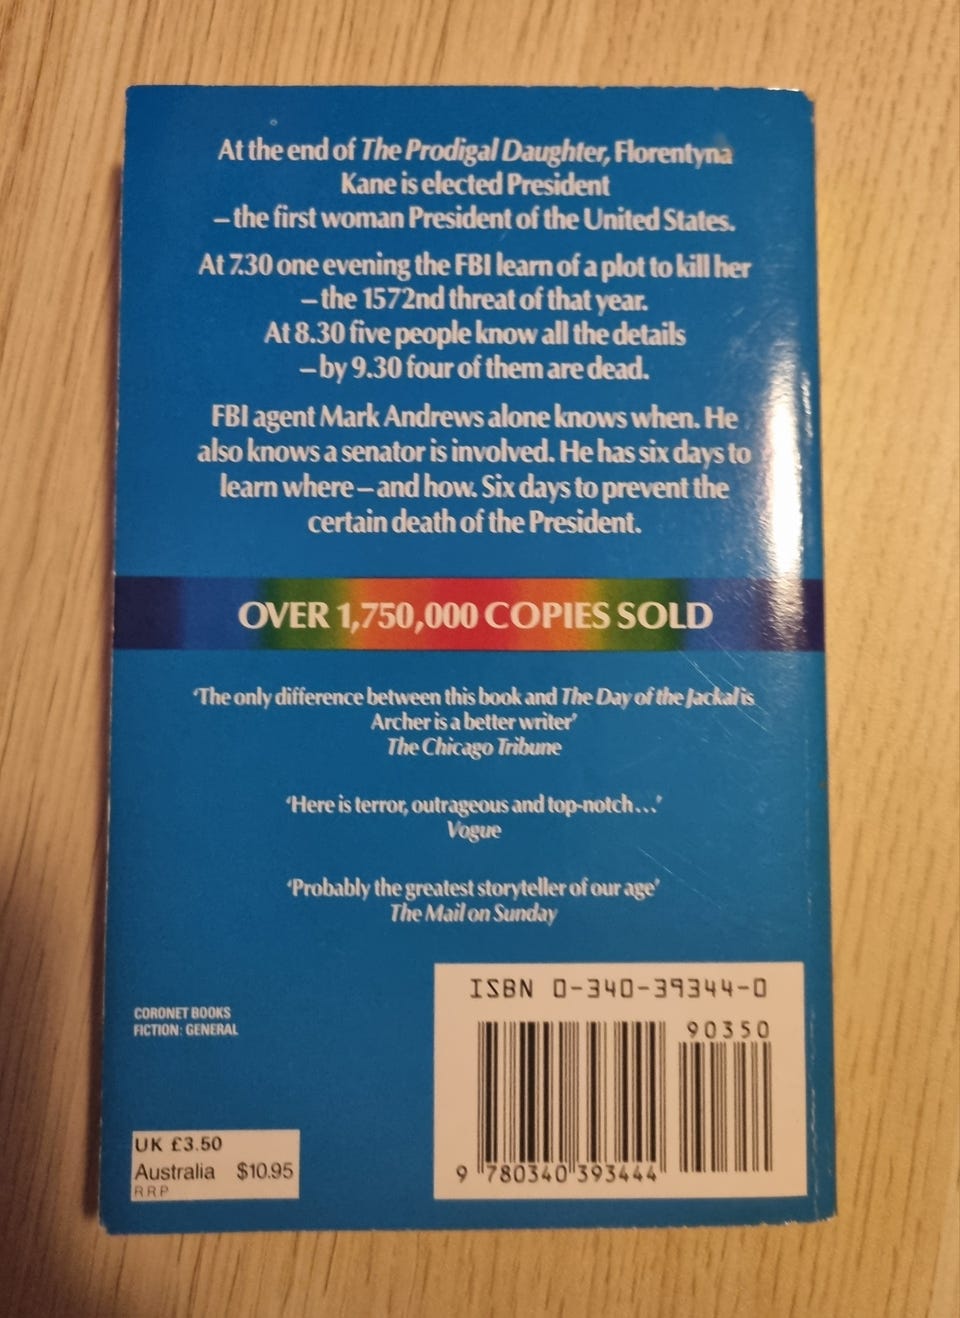 At the end of The Prodigal Daughter, Florentyna
Kane is elected President
– the first woman President of the United States.
At 7.30 one evening the FBI learn of a plot to kill her
– the 1572nd threat of that year.
At 8.30 five people know all the details
– by 9.30 four of them are dead.
FBI agent Mark Andrews alone knows when. He
also knows a senator is involved. He has six days to
learn where – and how. Six days to prevent the
certain death of the President.
OVER 1,750,000 COPIES SOLD
‘The only difference between this book and The Day of the Jackal is
Archer is a better writer’
The Chicago Tribune
‘Here is terror, outrageous and top-notch...’
Vogue
‘Probably the greatest storyteller of our age’
The Mail on Sunday
CORONET BOOKS
FICTION: GENERAL
ISBN 0-340-39344-0
90350
9 780340 393444
UK £3.50
Australia $10.95
RRP